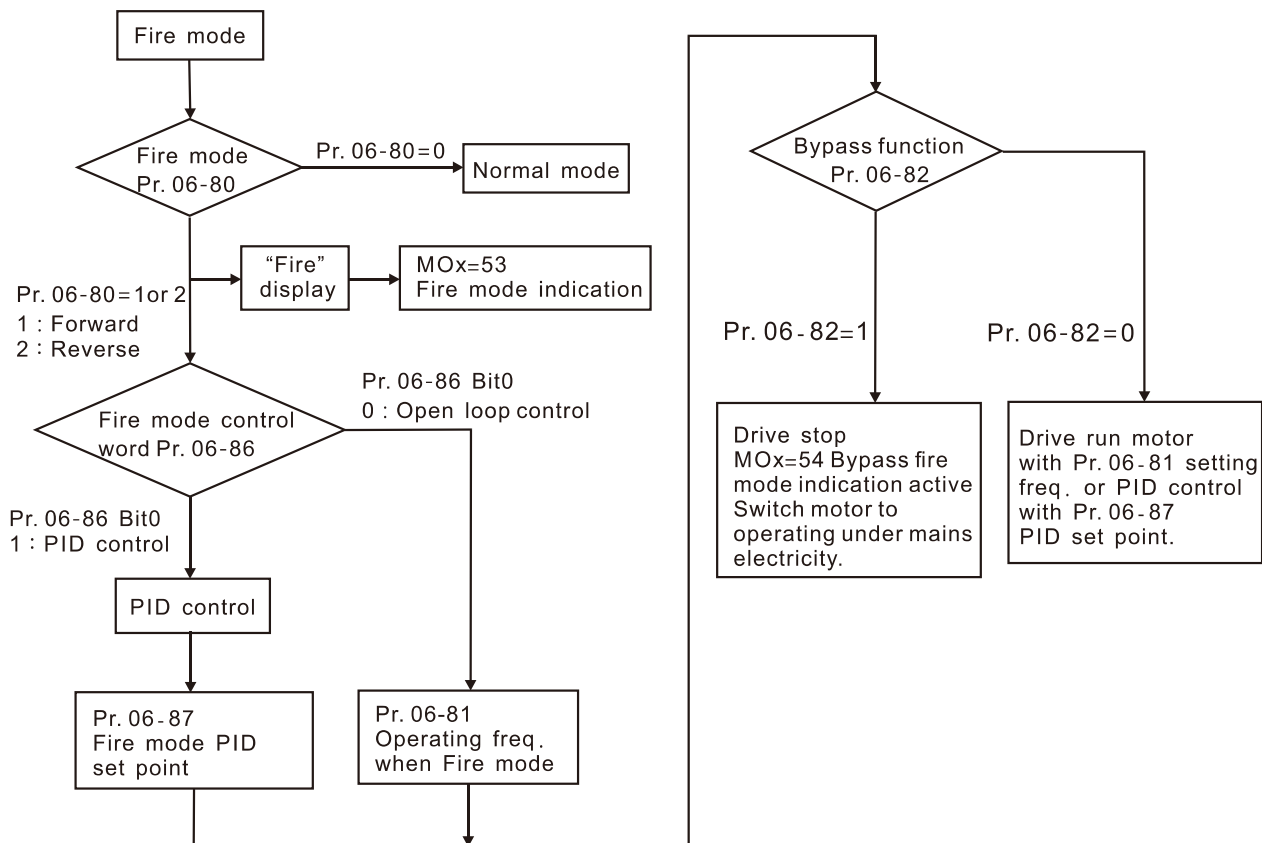 Fire mode
Fire mode
Pr. 06-80
Pr. 06-80=0
Normal mode
"Fire"
display
MOx=53
Fire mode indication
Pr. 06-80=1or 2
1 : Forward
2 : Reverse
Fire mode control
word Pr. 06-86
Pr. 06-86 Bit0
0 : Open loop control
Pr. 06-86 Bit0
1 : PID control
PID control
Pr. 06-87
Fire mode PID
set point
Pr. 06-81
Operating freq.
when Fire mode
Bypass function
Pr. 06-82
Pr. 06-82=1
Pr. 06-82=0
Drive stop
MOx=54 Bypass fire
mode indication active
Switch motor to
operating under mains
electricity.
Drive run motor
with Pr. 06-81 setting
freq. or PID control
with Pr. 06-87
PID set point.